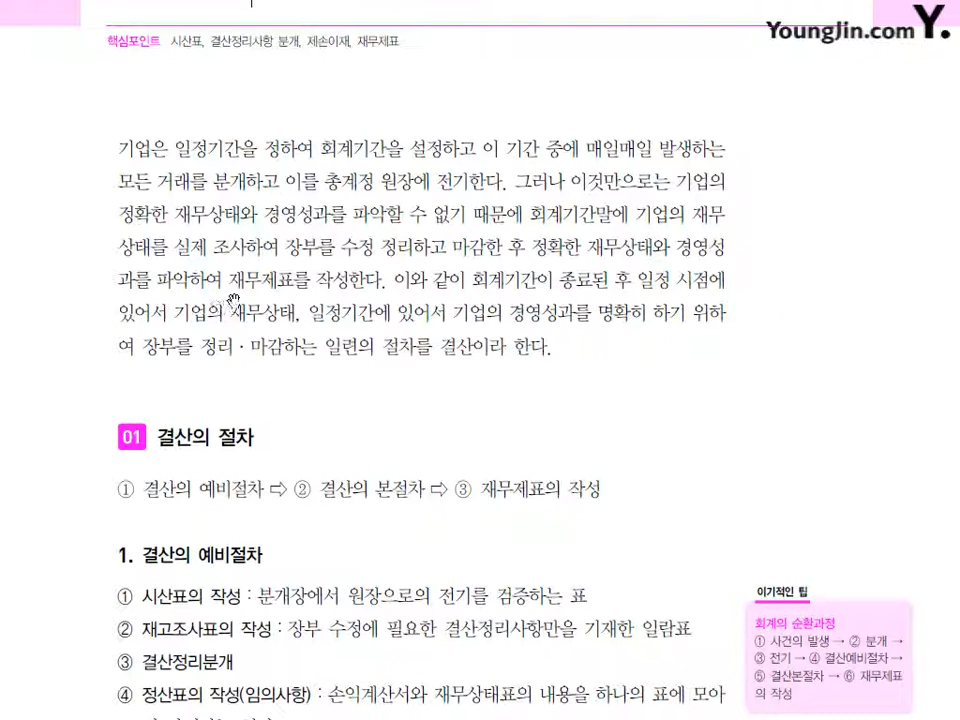 핵심포인트 시산표, 결산정리사항 분개, 제손이재, 재무제표
YoungJin.com Y.
기업은 일정기간을 정하여 회계기간을 설정하고 이 기간 중에 매일매일 발생하는
모든 거래를 분개하고 이를 총계정 원장에 전기한다. 그러나 이것만으로는 기업의
정확한 재무상태와 경영성과를 파악할 수 없기 때문에 회계기간말에 기업의 재무
상태를 실제 조사하여 장부를 수정 정리하고 마감한 후 정확한 재무상태와 경영성
과를 파악하여 재무제표를 작성한다. 이와 같이 회계기간이 종료된 후 일정 시점에
있어서 기업의 재무상태, 일정기간에 있어서 기업의 경영성과를 명확히 하기 위하
여 장부를 정리·마감하는 일련의 절차를 결산이라 한다.
01 결산의 절차
① 결산의 예비절차 ⇨ ② 결산의 본절차 ⇨ ③ 재무제표의 작성
1. 결산의 예비절차
① 시산표의 작성 : 분개장에서 원장으로의 전기를 검증하는 표
② 재고조사표의 작성 : 장부 수정에 필요한 결산정리사항만을 기재한 일람표
③ 결산정리분개
④ 정산표의 작성(임의사항) : 손익계산서와 재무상태표의 내용을 하나의 표에 모아
이기적인 팁
회계의 순환과정
① 사건의 발생 → ② 분개 →
③ 전기 → ④ 결산예비절차 →
⑤ 결산본절차 → ⑥ 재무제표
의 작성